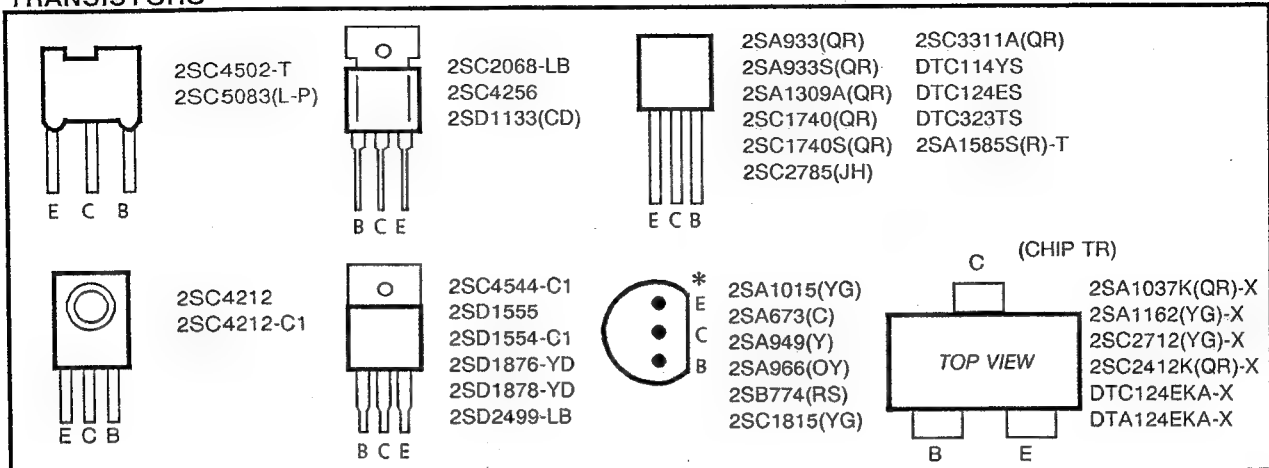 TRANSISTORS
2SC4502-T
2SC5083(L-P)
E C B
2SC2068-LB
2SC4256
2SD1133(CD)
B C E
2SA933(QR)
2SA933S(QR)
2SA1309A(QR)
2SC1740(QR)
2SC1740S(QR)
2SC2785(JH)
2SC3311A(QR)
DTC114YS
DTC124ES
DTC323TS
2SA1585S(R)-T
E C B
2SC4212
2SC4212-C1
E C B
2SC4544-C1
2SD1555
2SD1554-C1
2SD1876-YD
2SD1878-YD
2SD2499-LB
B C E
*
E
C
B
2SA1015(YG)
2SA673(C)
2SA949(Y)
2SA966(OY)
2SB774(RS)
2SC1815(YG)
C (CHIP TR)
TOP VIEW
B E
2SA1037K(QR)-X
2SA1162(YG)-X
2SC2712(YG)-X
2SC2412K(QR)-X
DTC124EKA-X
DTA124EKA-X